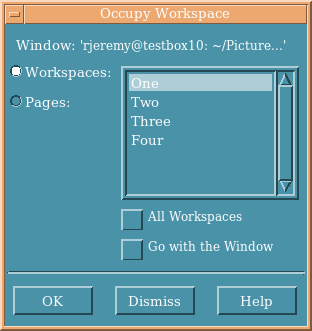 Occupy Workspace
Window: 'rjeremy@testbox10: ~/Picture...'
Workspaces:
One
Pages:
Two
Three
Four
All Workspaces
Go with the Window
OK Dismiss Help